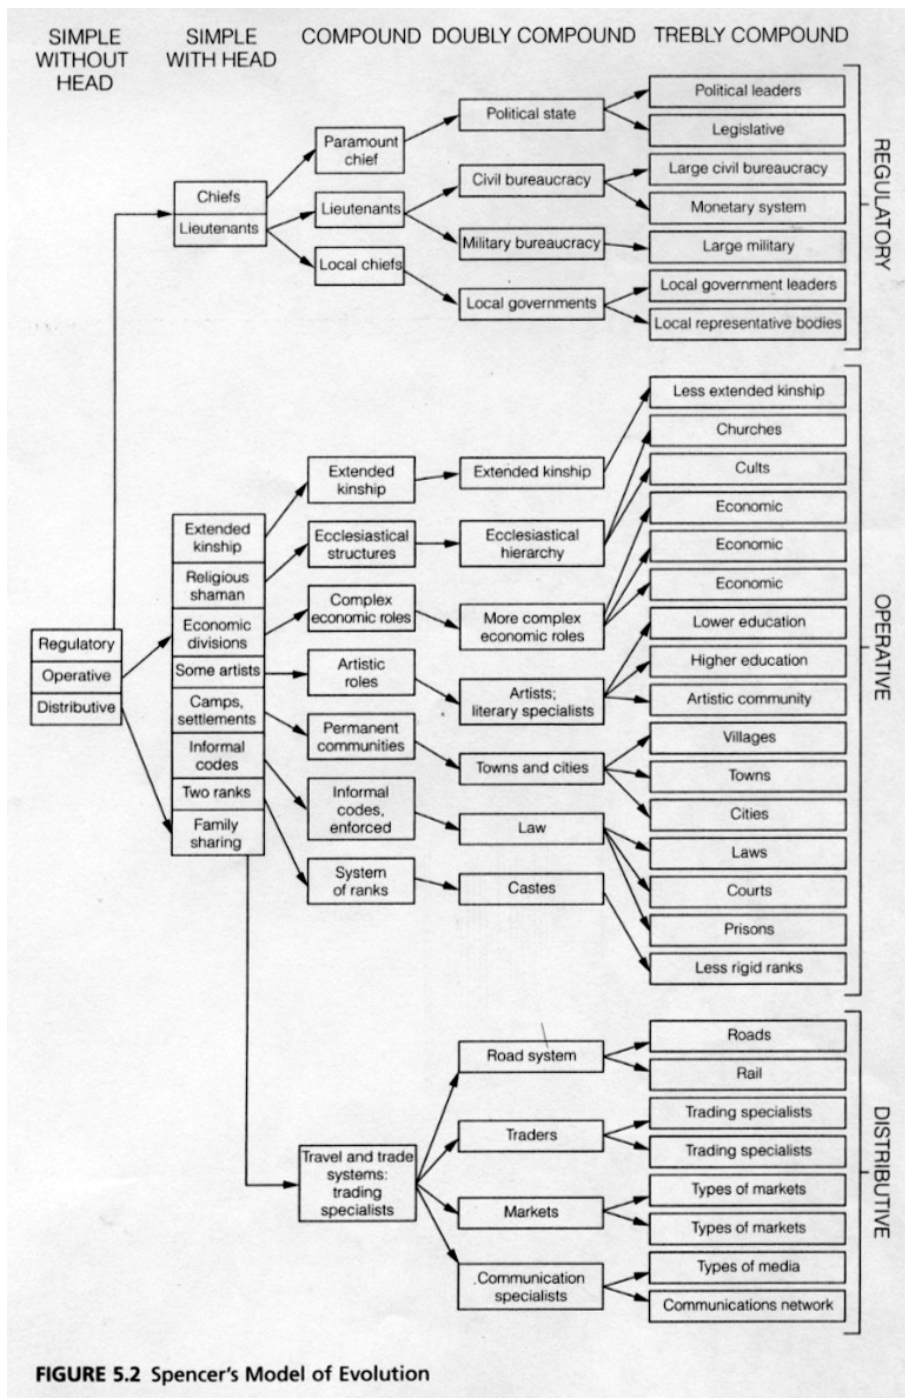 SIMPLE
WITHOUT
HEAD
SIMPLE
WITH HEAD
COMPOUND
DOUBLY COMPOUND
TREBLY COMPOUND
Chiefs
Lieutenants
Paramount
chief
Lieutenants
Local chiefs
Political state
Civil bureaucracy
Military bureaucracy
Local governments
Political leaders
Legislative
Large civil bureaucracy
Monetary system
Large military
Local government leaders
Local representative bodies
REGULATORY
Regulatory
Operative
Distributive
Extended
kinship
Religious
shaman
Economic
divisions
Some artists
Camps,
settlements
Informal
codes
Two ranks
Family
sharing
Extended
kinship
Ecclesiastical
structures
Complex
economic roles
Artistic
roles
Permanent
communities
Informal
codes,
enforced
System
of ranks
Extended kinship
Ecclesiastical
hierarchy
More complex
economic roles
Artists;
literary specialists
Towns and cities
Law
Castes
Less extended kinship
Churches
Cults
Economic
Economic
Economic
Lower education
Higher education
Artistic community
Villages
Towns
Cities
Laws
Courts
Prisons
Less rigid ranks
OPERATIVE
Travel and trade
systems:
trading
specialists
Road system
Traders
Markets
Communication
specialists
Roads
Rail
Trading specialists
Trading specialists
Types of markets
Types of markets
Types of media
Communications network
DISTRIBUTIVE
FIGURE 5.2 Spencer's Model of Evolution